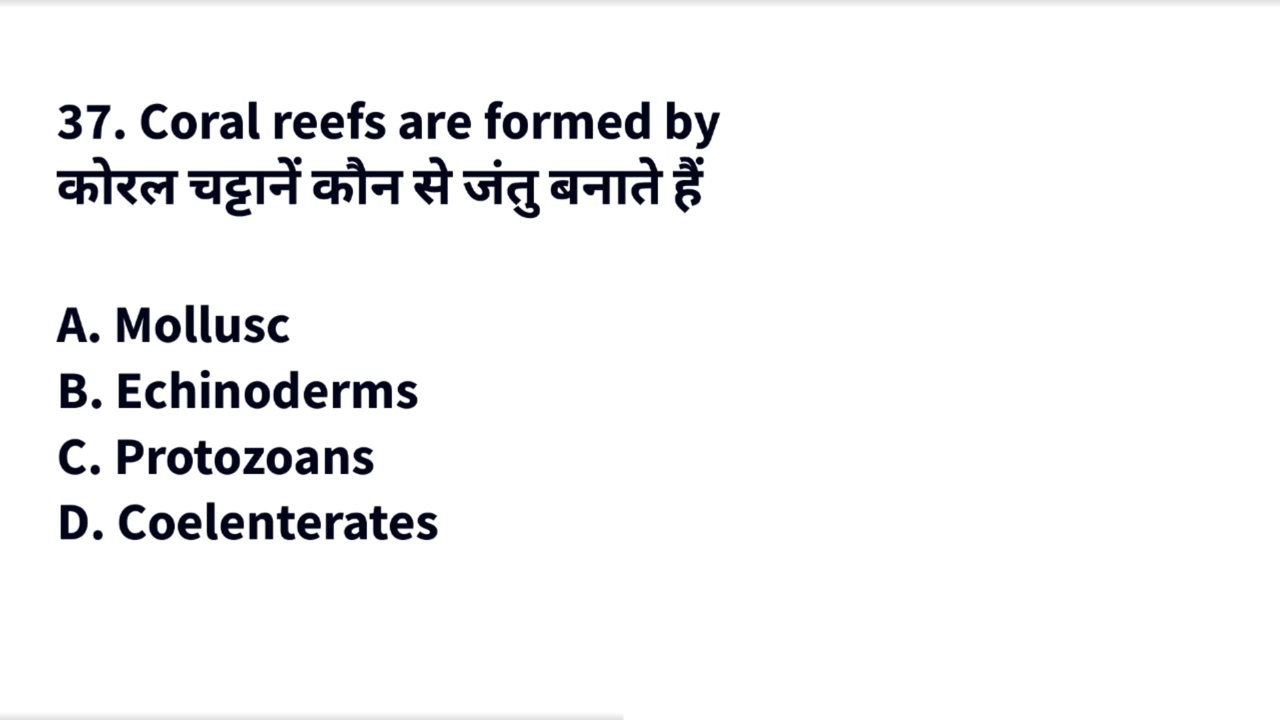 37. Coral reefs are formed by
कोरल चट्टानें कौन से जंतु बनाते हैं
A. Mollusc
B. Echinoderms
C. Protozoans
D. Coelenterates